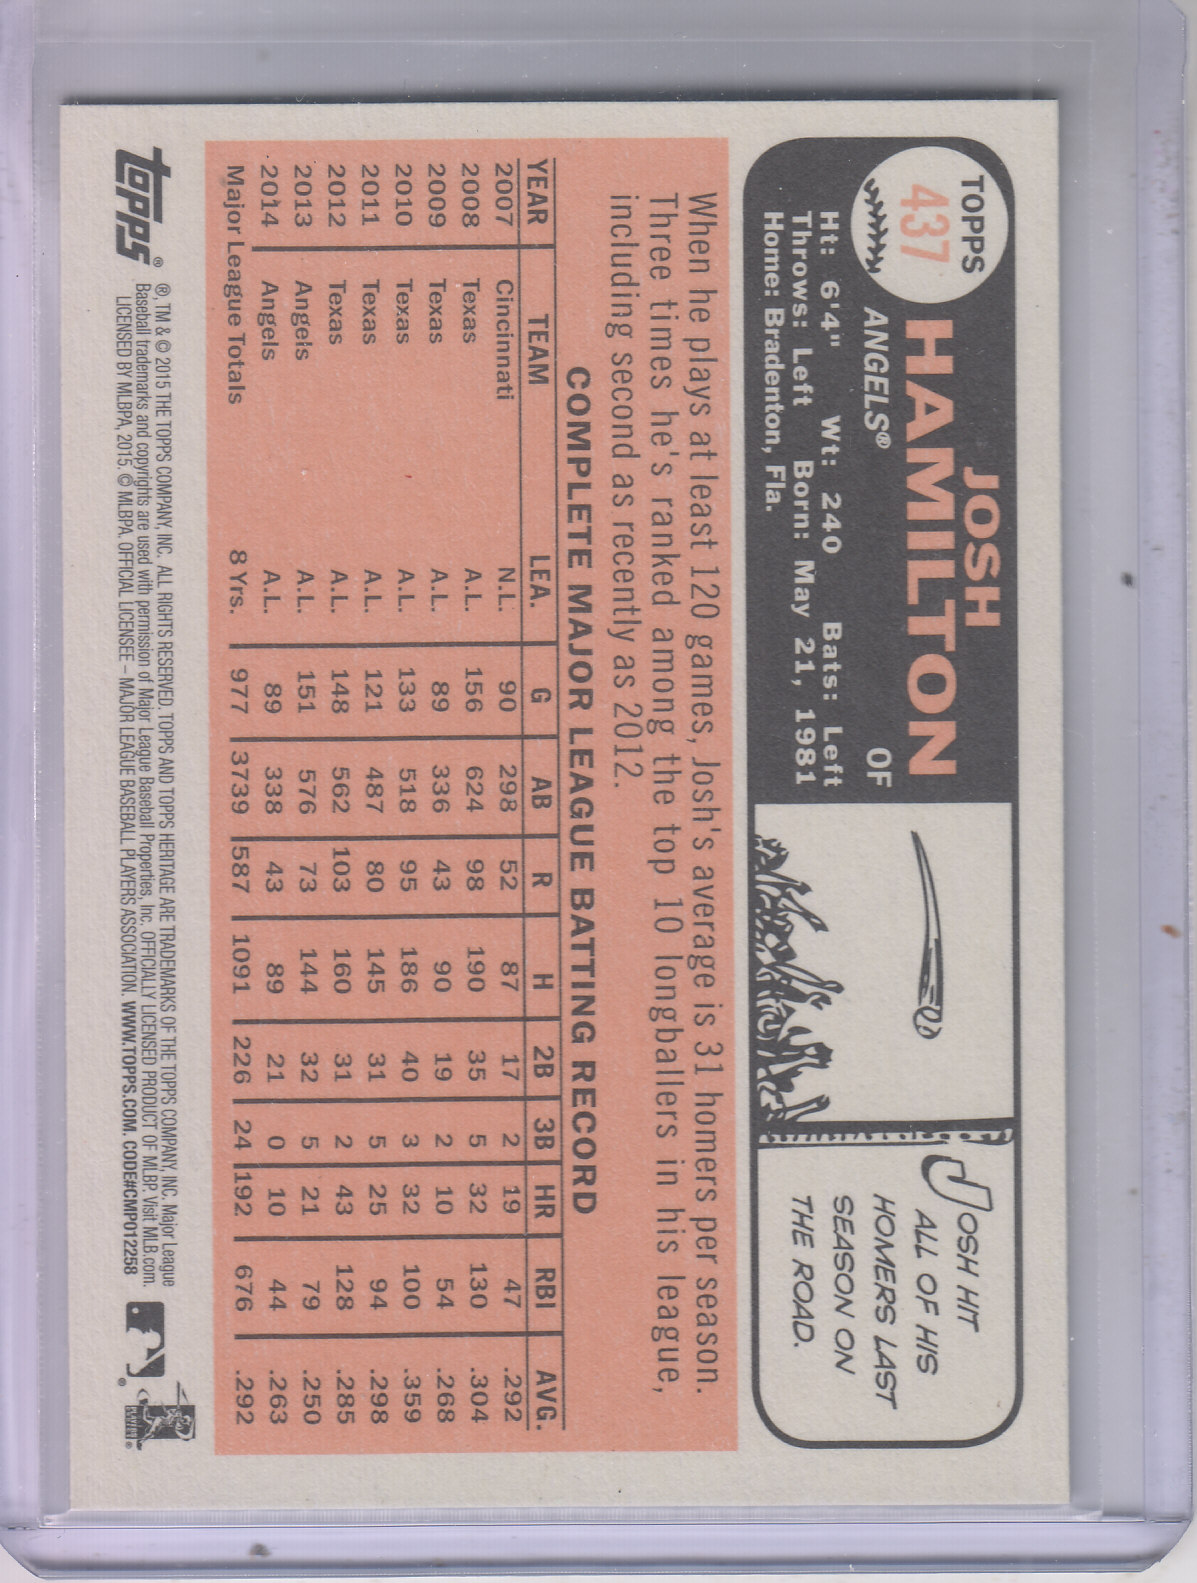 TOPPS
437
JOSH
HAMILTON
ANGELS® OF
Ht: 6'4" Wt: 240 Bats: Left
Throws: Left Born: May 21, 1981
Home: Bradenton, Fla.
JOSH HIT
ALL OF HIS
HOMERS LAST
SEASON ON
THE ROAD.
When he plays at least 120 games, Josh's average is 31 homers per season.
Three times he's ranked among the top 10 longballers in his league,
including second as recently as 2012.
COMPLETE MAJOR LEAGUE BATTING RECORD
YEAR TEAM LEA. G AB R H 2B 3B HR RBI AVG.
2007 Cincinnati N.L. 90 298 52 87 17 2 19 47 .292
2008 Texas A.L. 156 624 98 190 35 5 32 130 .304
2009 Texas A.L. 89 336 43 90 19 2 10 54 .268
2010 Texas A.L. 133 518 95 186 40 3 32 100 .359
2011 Texas A.L. 121 487 80 145 31 5 25 94 .298
2012 Texas A.L. 148 562 103 160 31 2 43 128 .285
2013 Angels A.L. 151 576 73 144 32 5 21 79 .250
2014 Angels A.L. 89 338 43 89 21 0 10 44 .263
Major League Totals 8 Yrs. 977 3739 587 1091 226 24 192 676 .292
topps®
®, TM & © 2015 THE TOPPS COMPANY, INC. ALL RIGHTS RESERVED. TOPPS AND TOPPS HERITAGE ARE TRADEMARKS OF THE TOPPS COMPANY, INC. Major League
Baseball trademarks and copyrights are used with permission of Major League Baseball Properties, Inc. OFFICIALLY LICENSED PRODUCT OF MLBP. Visit MLB.com.
LICENSED BY MLBPA, 2015. © MLBPA. OFFICIAL LICENSEE – MAJOR LEAGUE BASEBALL PLAYERS ASSOCIATION. WWW.TOPPS.COM. CODE#CMP012258